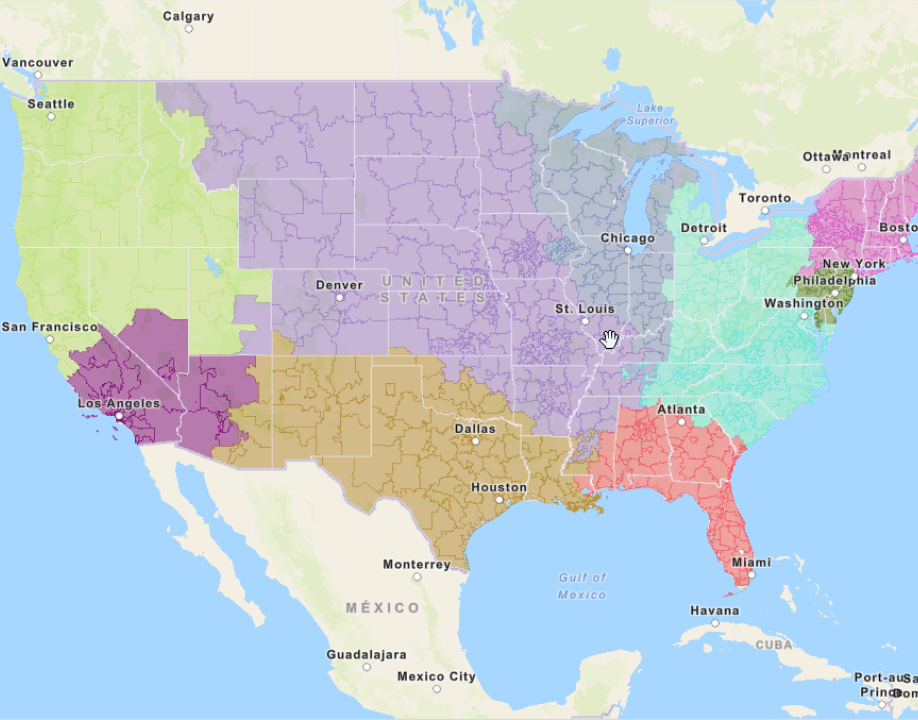 Calgary
Vancouver
Seattle
Lake
Superior
Ottawa
Montreal
Toronto
Detroit
Bosto
Chicago
New York
Denver
UNITED
STATES
Philadelphia
Washington
St. Louis
San Francisco
Los Angeles
Atlanta
Dallas
Houston
Miami
Monterrey
Gulf of
Mexico
MÉXICO
Havana
CUBA
Guadalajara
Mexico City
Port-au
Prin